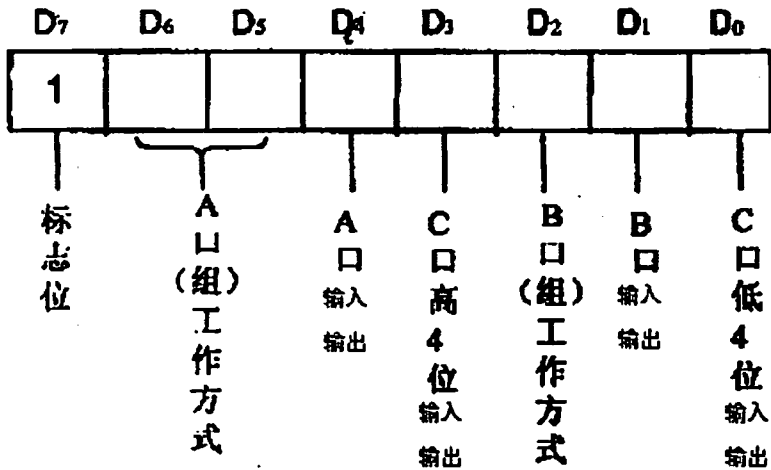 D7 D6 D5 D4 D3 D2 D1 D0
1
标志位
A口（组）工作方式
A口
输入
输出
C口高4位
输入
输出
B口（组）工作方式
B口
输入
输出
C口低4位
输入
输出